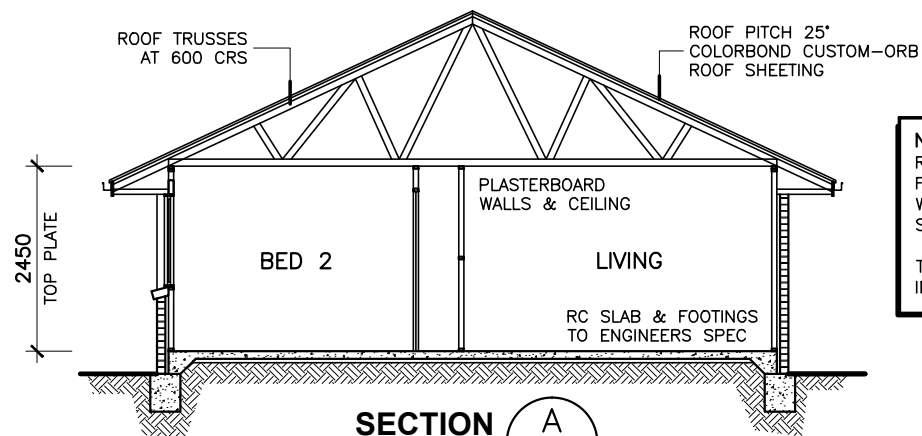 ROOF TRUSSES
AT 600 CRS
ROOF PITCH 25°
COLORBOND CUSTOM-ORB
ROOF SHEETING
2450
TOP PLATE
PLASTERBOARD
WALLS & CEILING
BED 2
LIVING
RC SLAB & FOOTINGS
TO ENGINEERS SPEC
SECTION
A